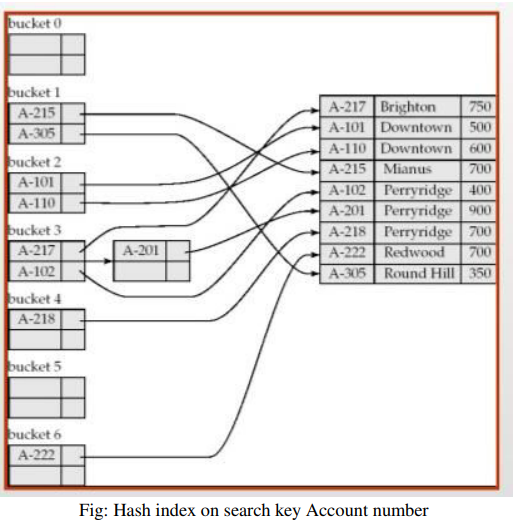 bucket 0
bucket 1
A-215
A-305
bucket 2
A-101
A-110
bucket 3
A-217
A-102
A-201
bucket 4
A-218
bucket 5
bucket 6
A-222
A-217 Brighton 750
A-101 Downtown 500
A-110 Downtown 600
A-215 Mianus 700
A-102 Perryridge 400
A-201 Perryridge 900
A-218 Perryridge 700
A-222 Redwood 700
A-305 Round Hill 350
Fig: Hash index on search key Account number